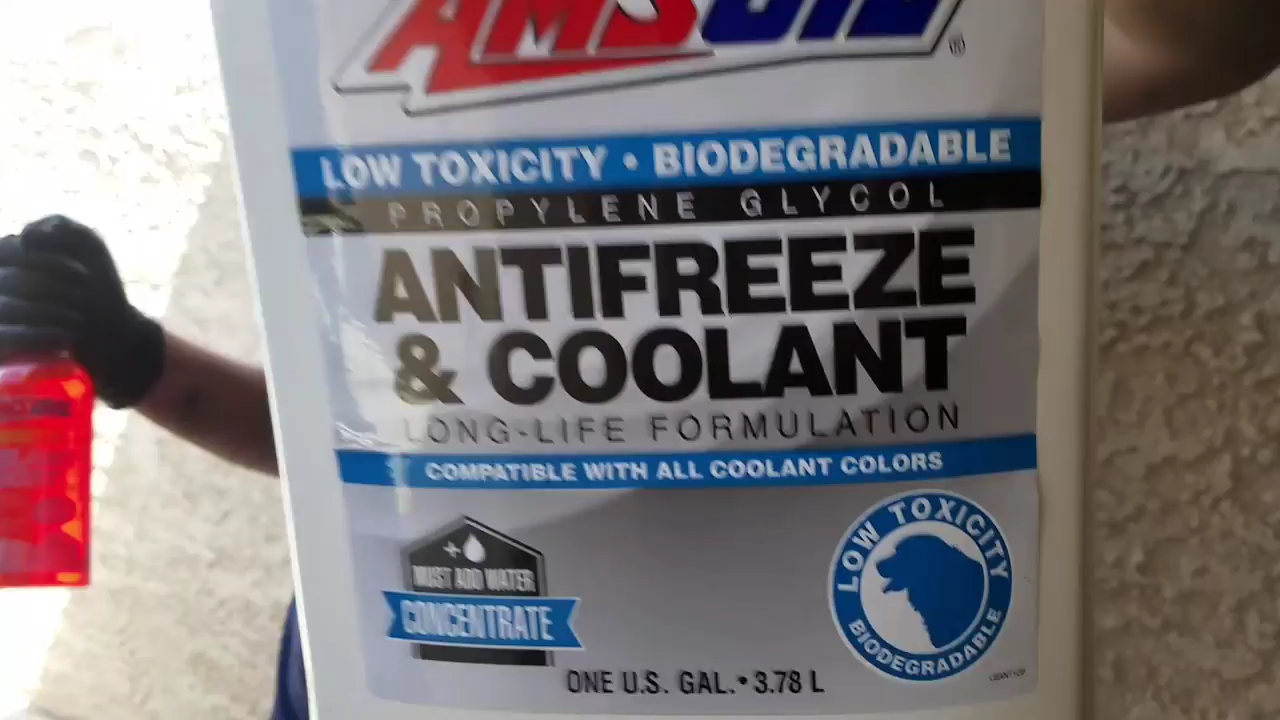 AMSOIL
®
LOW TOXICITY • BIODEGRADABLE
PROPYLENE GLYCOL
ANTIFREEZE
& COOLANT
LONG-LIFE FORMULATION
COMPATIBLE WITH ALL COOLANT COLORS
MUST ADD WATER
CONCENTRATE
LOW TOXICITY
BIODEGRADABLE
ONE U.S. GAL. • 3.78 L